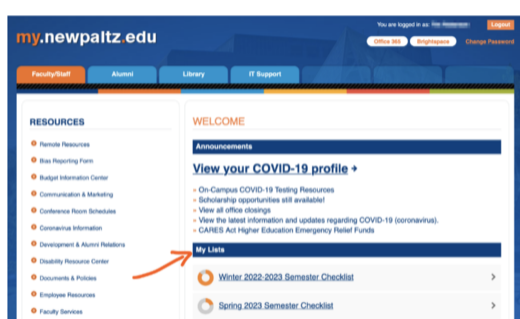 You are logged in as:
Logout
my.newpaltz.edu
Office 365
Brightspace
Change Password
Faculty/Staff
Alumni
Library
IT Support
RESOURCES
Remote Resources
Bias Reporting Form
Budget Information Center
Communication & Marketing
Conference Room Schedules
Coronavirus Information
Development & Alumni Relations
Disability Resource Center
Documents & Policies
Employee Resources
Faculty Services
WELCOME
Announcements
View your COVID-19 profile →
» On-Campus COVID-19 Testing Resources
» Scholarship opportunities still available!
» View all office closings
» View the latest information and updates regarding COVID-19 (coronavirus).
» CARES Act Higher Education Emergency Relief Funds
My Lists
Winter 2022-2023 Semester Checklist
Spring 2023 Semester Checklist